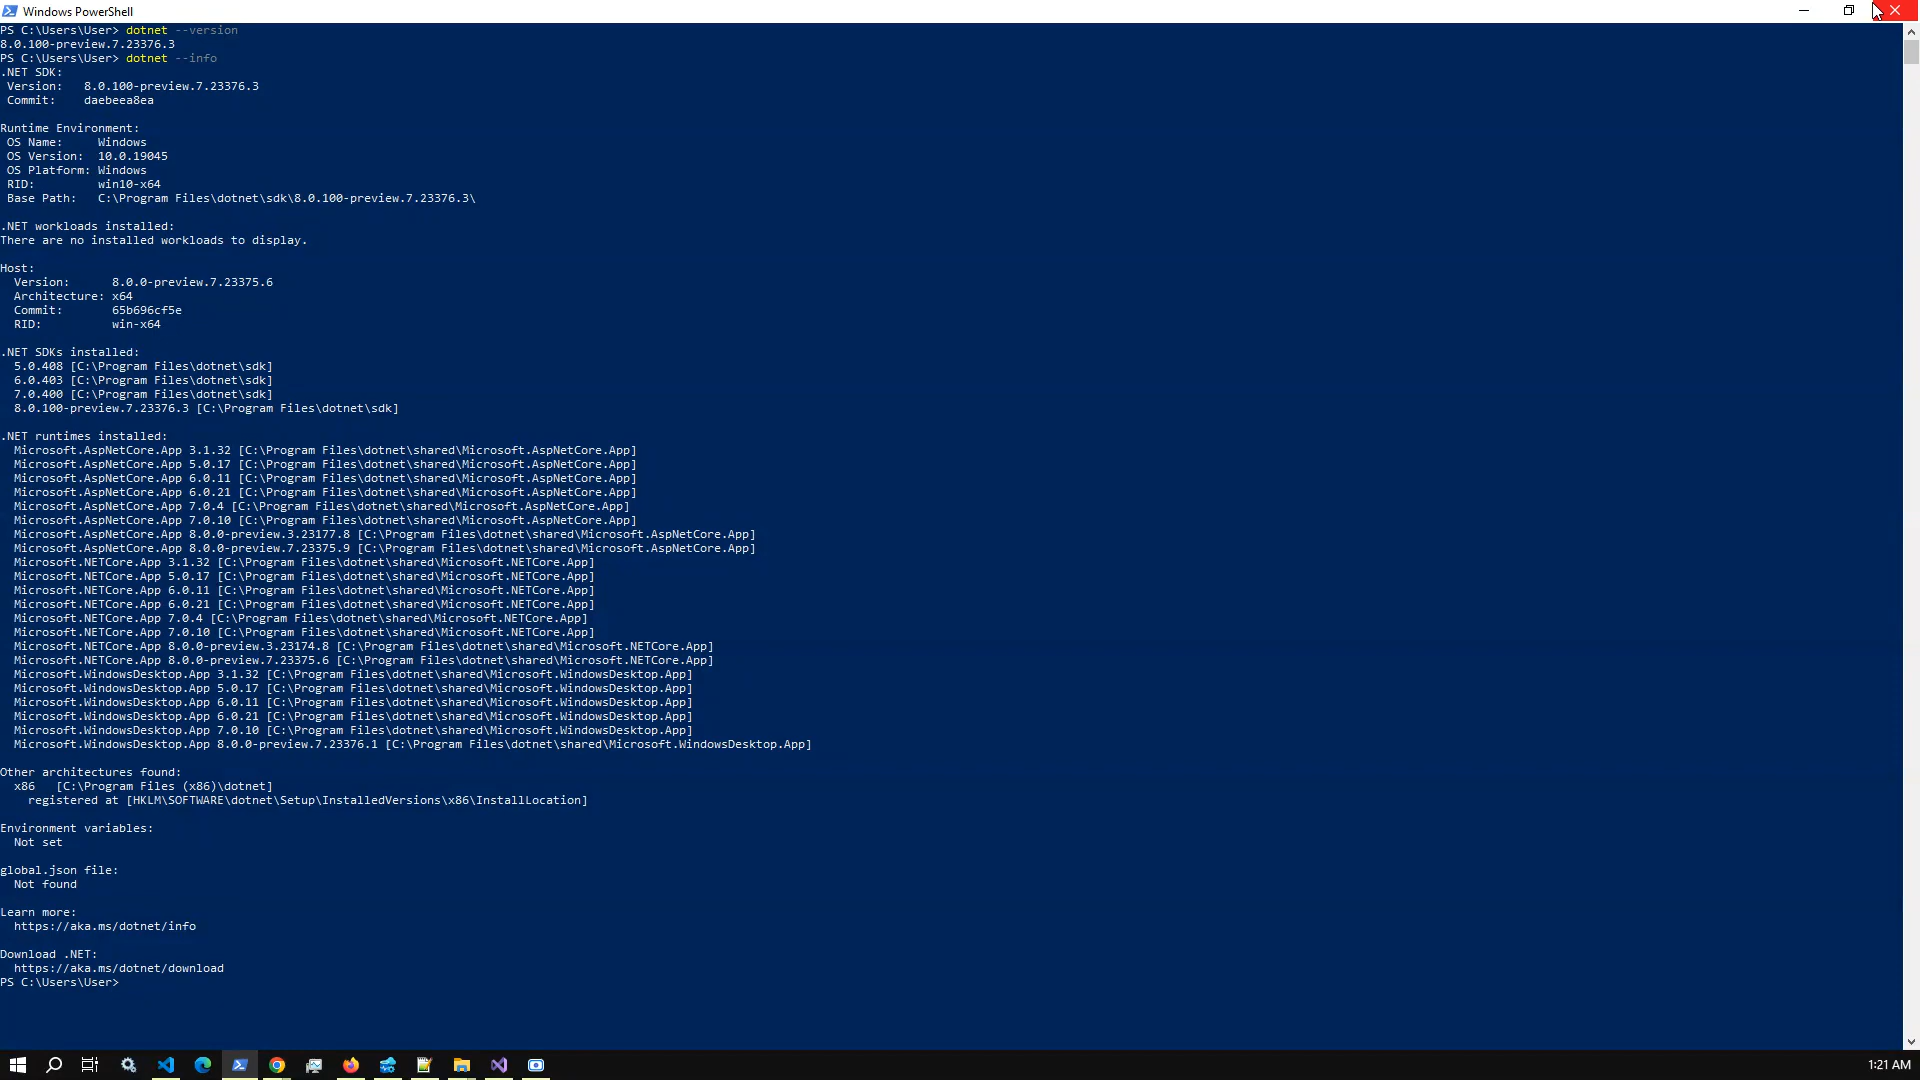 Windows PowerShell
PS C:\Users\User> dotnet --version
8.0.100-preview.7.23376.3
PS C:\Users\User> dotnet --info
.NET SDK:
 Version:   8.0.100-preview.7.23376.3
 Commit:    daebeea8ea

Runtime Environment:
 OS Name:     Windows
 OS Version:  10.0.19045
 OS Platform: Windows
 RID:         win10-x64
 Base Path:   C:\Program Files\dotnet\sdk\8.0.100-preview.7.23376.3\

.NET workloads installed:
There are no installed workloads to display.

Host:
  Version:      8.0.0-preview.7.23375.6
  Architecture: x64
  Commit:       65b696cf5e
  RID:          win-x64

.NET SDKs installed:
  5.0.408 [C:\Program Files\dotnet\sdk]
  6.0.403 [C:\Program Files\dotnet\sdk]
  7.0.400 [C:\Program Files\dotnet\sdk]
  8.0.100-preview.7.23376.3 [C:\Program Files\dotnet\sdk]

.NET runtimes installed:
  Microsoft.AspNetCore.App 3.1.32 [C:\Program Files\dotnet\shared\Microsoft.AspNetCore.App]
  Microsoft.AspNetCore.App 5.0.17 [C:\Program Files\dotnet\shared\Microsoft.AspNetCore.App]
  Microsoft.AspNetCore.App 6.0.11 [C:\Program Files\dotnet\shared\Microsoft.AspNetCore.App]
  Microsoft.AspNetCore.App 6.0.21 [C:\Program Files\dotnet\shared\Microsoft.AspNetCore.App]
  Microsoft.AspNetCore.App 7.0.4 [C:\Program Files\dotnet\shared\Microsoft.AspNetCore.App]
  Microsoft.AspNetCore.App 7.0.10 [C:\Program Files\dotnet\shared\Microsoft.AspNetCore.App]
  Microsoft.AspNetCore.App 8.0.0-preview.3.23177.8 [C:\Program Files\dotnet\shared\Microsoft.AspNetCore.App]
  Microsoft.AspNetCore.App 8.0.0-preview.7.23375.9 [C:\Program Files\dotnet\shared\Microsoft.AspNetCore.App]
  Microsoft.NETCore.App 3.1.32 [C:\Program Files\dotnet\shared\Microsoft.NETCore.App]
  Microsoft.NETCore.App 5.0.17 [C:\Program Files\dotnet\shared\Microsoft.NETCore.App]
  Microsoft.NETCore.App 6.0.11 [C:\Program Files\dotnet\shared\Microsoft.NETCore.App]
  Microsoft.NETCore.App 6.0.21 [C:\Program Files\dotnet\shared\Microsoft.NETCore.App]
  Microsoft.NETCore.App 7.0.4 [C:\Program Files\dotnet\shared\Microsoft.NETCore.App]
  Microsoft.NETCore.App 7.0.10 [C:\Program Files\dotnet\shared\Microsoft.NETCore.App]
  Microsoft.NETCore.App 8.0.0-preview.3.23174.8 [C:\Program Files\dotnet\shared\Microsoft.NETCore.App]
  Microsoft.NETCore.App 8.0.0-preview.7.23375.6 [C:\Program Files\dotnet\shared\Microsoft.NETCore.App]
  Microsoft.WindowsDesktop.App 3.1.32 [C:\Program Files\dotnet\shared\Microsoft.WindowsDesktop.App]
  Microsoft.WindowsDesktop.App 5.0.17 [C:\Program Files\dotnet\shared\Microsoft.WindowsDesktop.App]
  Microsoft.WindowsDesktop.App 6.0.11 [C:\Program Files\dotnet\shared\Microsoft.WindowsDesktop.App]
  Microsoft.WindowsDesktop.App 6.0.21 [C:\Program Files\dotnet\shared\Microsoft.WindowsDesktop.App]
  Microsoft.WindowsDesktop.App 7.0.10 [C:\Program Files\dotnet\shared\Microsoft.WindowsDesktop.App]
  Microsoft.WindowsDesktop.App 8.0.0-preview.7.23376.1 [C:\Program Files\dotnet\shared\Microsoft.WindowsDesktop.App]

Other architectures found:
  x86   [C:\Program Files (x86)\dotnet]
    registered at [HKLM\SOFTWARE\dotnet\Setup\InstalledVersions\x86\InstallLocation]

Environment variables:
  Not set

global.json file:
  Not found

Learn more:
  https://aka.ms/dotnet/info

Download .NET:
  https://aka.ms/dotnet/download
PS C:\Users\User>
1:21 AM